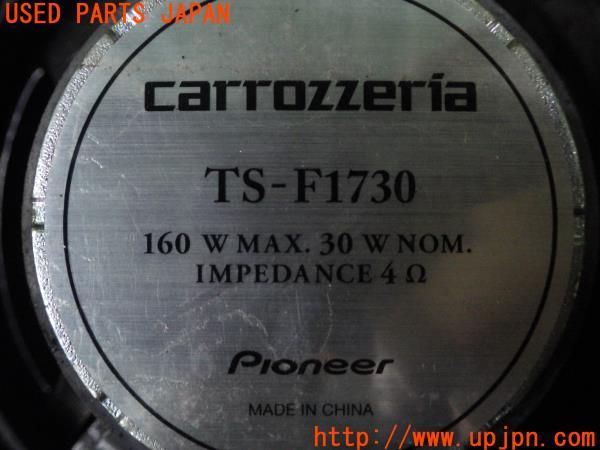 USED PARTS JAPAN
carrozzeria
TS-F1730
160 W MAX. 30 W NOM.
IMPEDANCE 4 Ω
Pioneer
MADE IN CHINA
http://www.upjpn.com